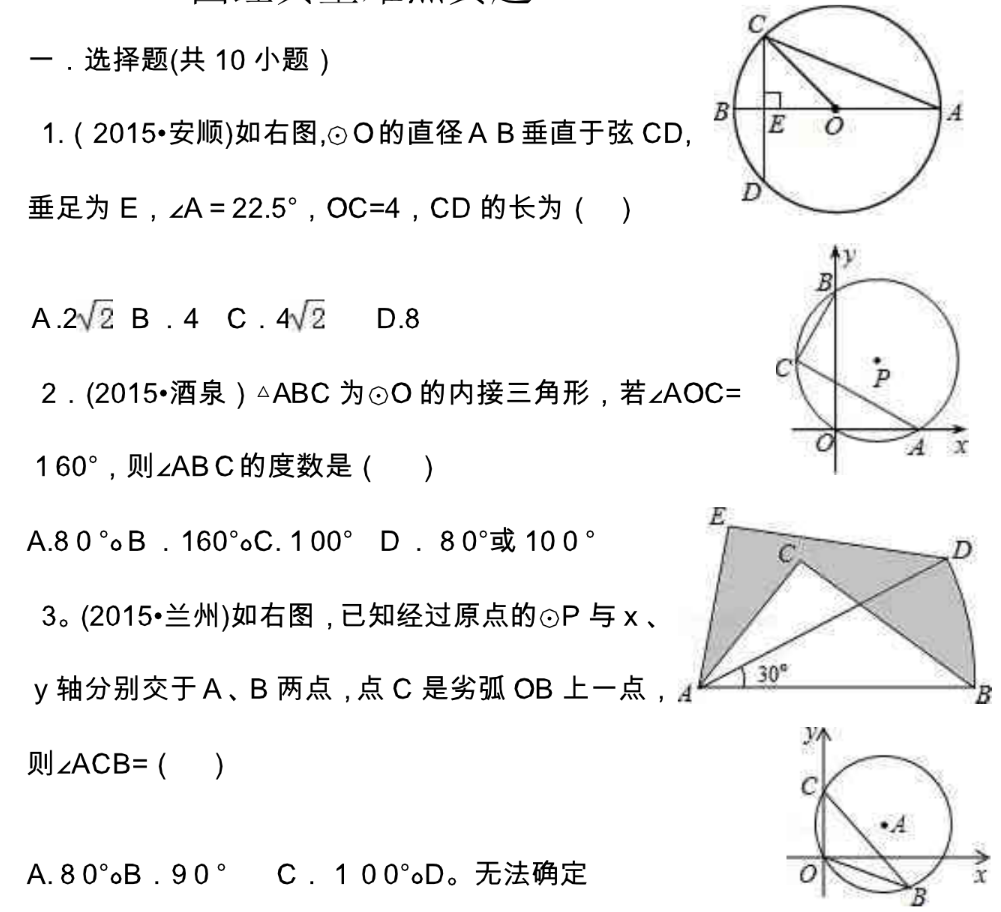 一．选择题(共 10 小题）
1.（2015•安顺)如右图,⊙O的直径AB垂直于弦CD,
垂足为E，∠A＝22.5°，OC=4，CD的长为（ ）
A.2√2 B．4 C．4√2 D.8
2．(2015•酒泉）△ABC为⊙O的内接三角形，若∠AOC=
160°，则∠ABC的度数是（ ）
A.80°ﻩB．160°ﻩC.100° D．80°或100°
3。(2015•兰州)如右图，已知经过原点的⊙P与x、
y轴分别交于A、B两点，点C是劣弧OB上一点，
则∠ACB=（ ）
A.80°ﻩB．90° C．100°ﻩD。无法确定
C
B E O A
D
y
B
C P
O A x
E
C D
30°
A B
y
C
A
O x
B